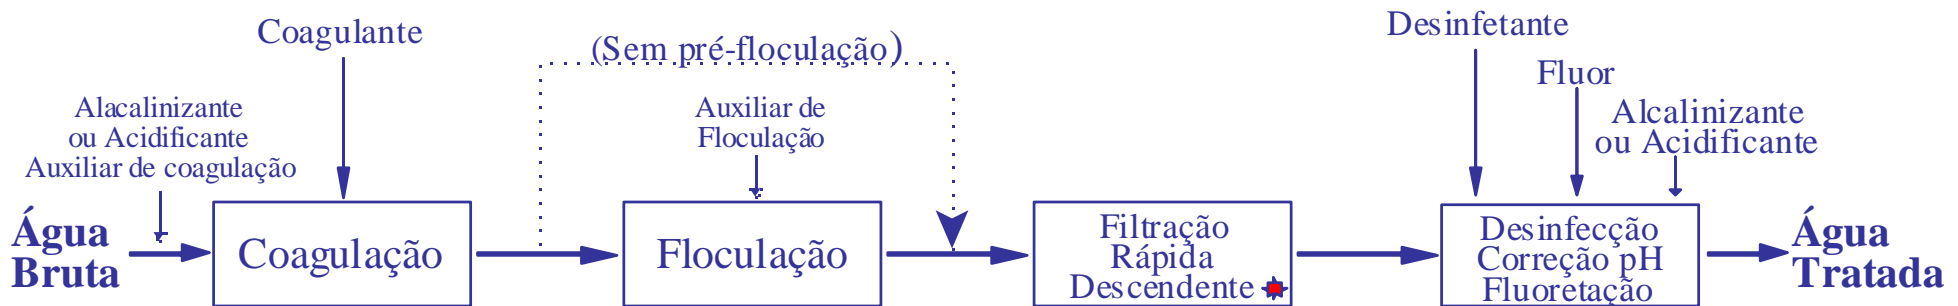 Coagulante
(Sem pré-floculação)
Desinfetante
Fluor
Alacalinizante
ou Acidificante
Auxiliar de coagulação
Auxiliar de
Floculação
Alcalinizante
ou Acidificante
Água
Bruta
Coagulação
Floculação
Filtração
Rápida
Descendente
Desinfecção
Correção pH
Fluoretação
Água
Tratada